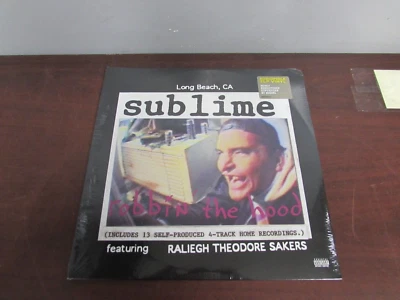 Long Beach, CA
sublime
robbin the hood
(INCLUDES 13 SELF-PRODUCED 4-TRACK HOME RECORDINGS.)
featuring RALIEGH THEODORE SAKERS